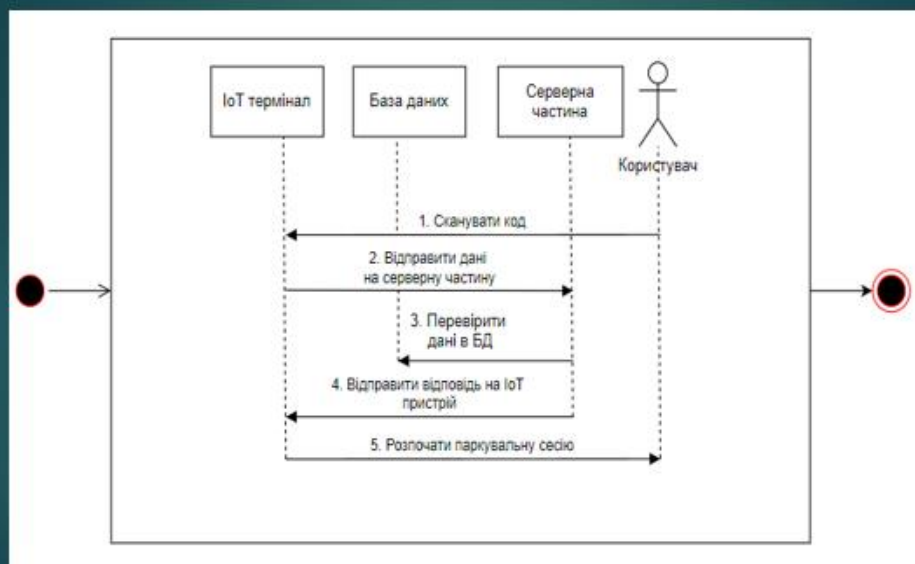 IoT термінал
База даних
Серверна
частина
Користувач
1. Сканувати код
2. Відправити дані
на серверну частину
3. Перевірити
дані в БД
4. Відправити відповідь на IoT
пристрій
5. Розпочати паркувальну сесію